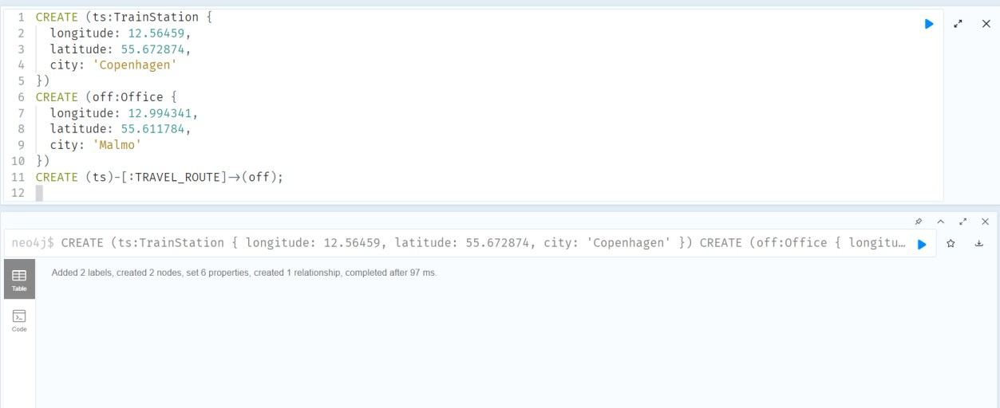 1 CREATE (ts:TrainStation {
2 longitude: 12.56459,
3 latitude: 55.672874,
4 city: 'Copenhagen'
5 })
6 CREATE (off:Office {
7 longitude: 12.994341,
8 latitude: 55.611784,
9 city: 'Malmo'
10 })
11 CREATE (ts)-[:TRAVEL_ROUTE]→(off);
12
neo4j$ CREATE (ts:TrainStation { longitude: 12.56459, latitude: 55.672874, city: 'Copenhagen' }) CREATE (off:Office { longitu…
Table
Added 2 labels, created 2 nodes, set 6 properties, created 1 relationship, completed after 97 ms.
Code